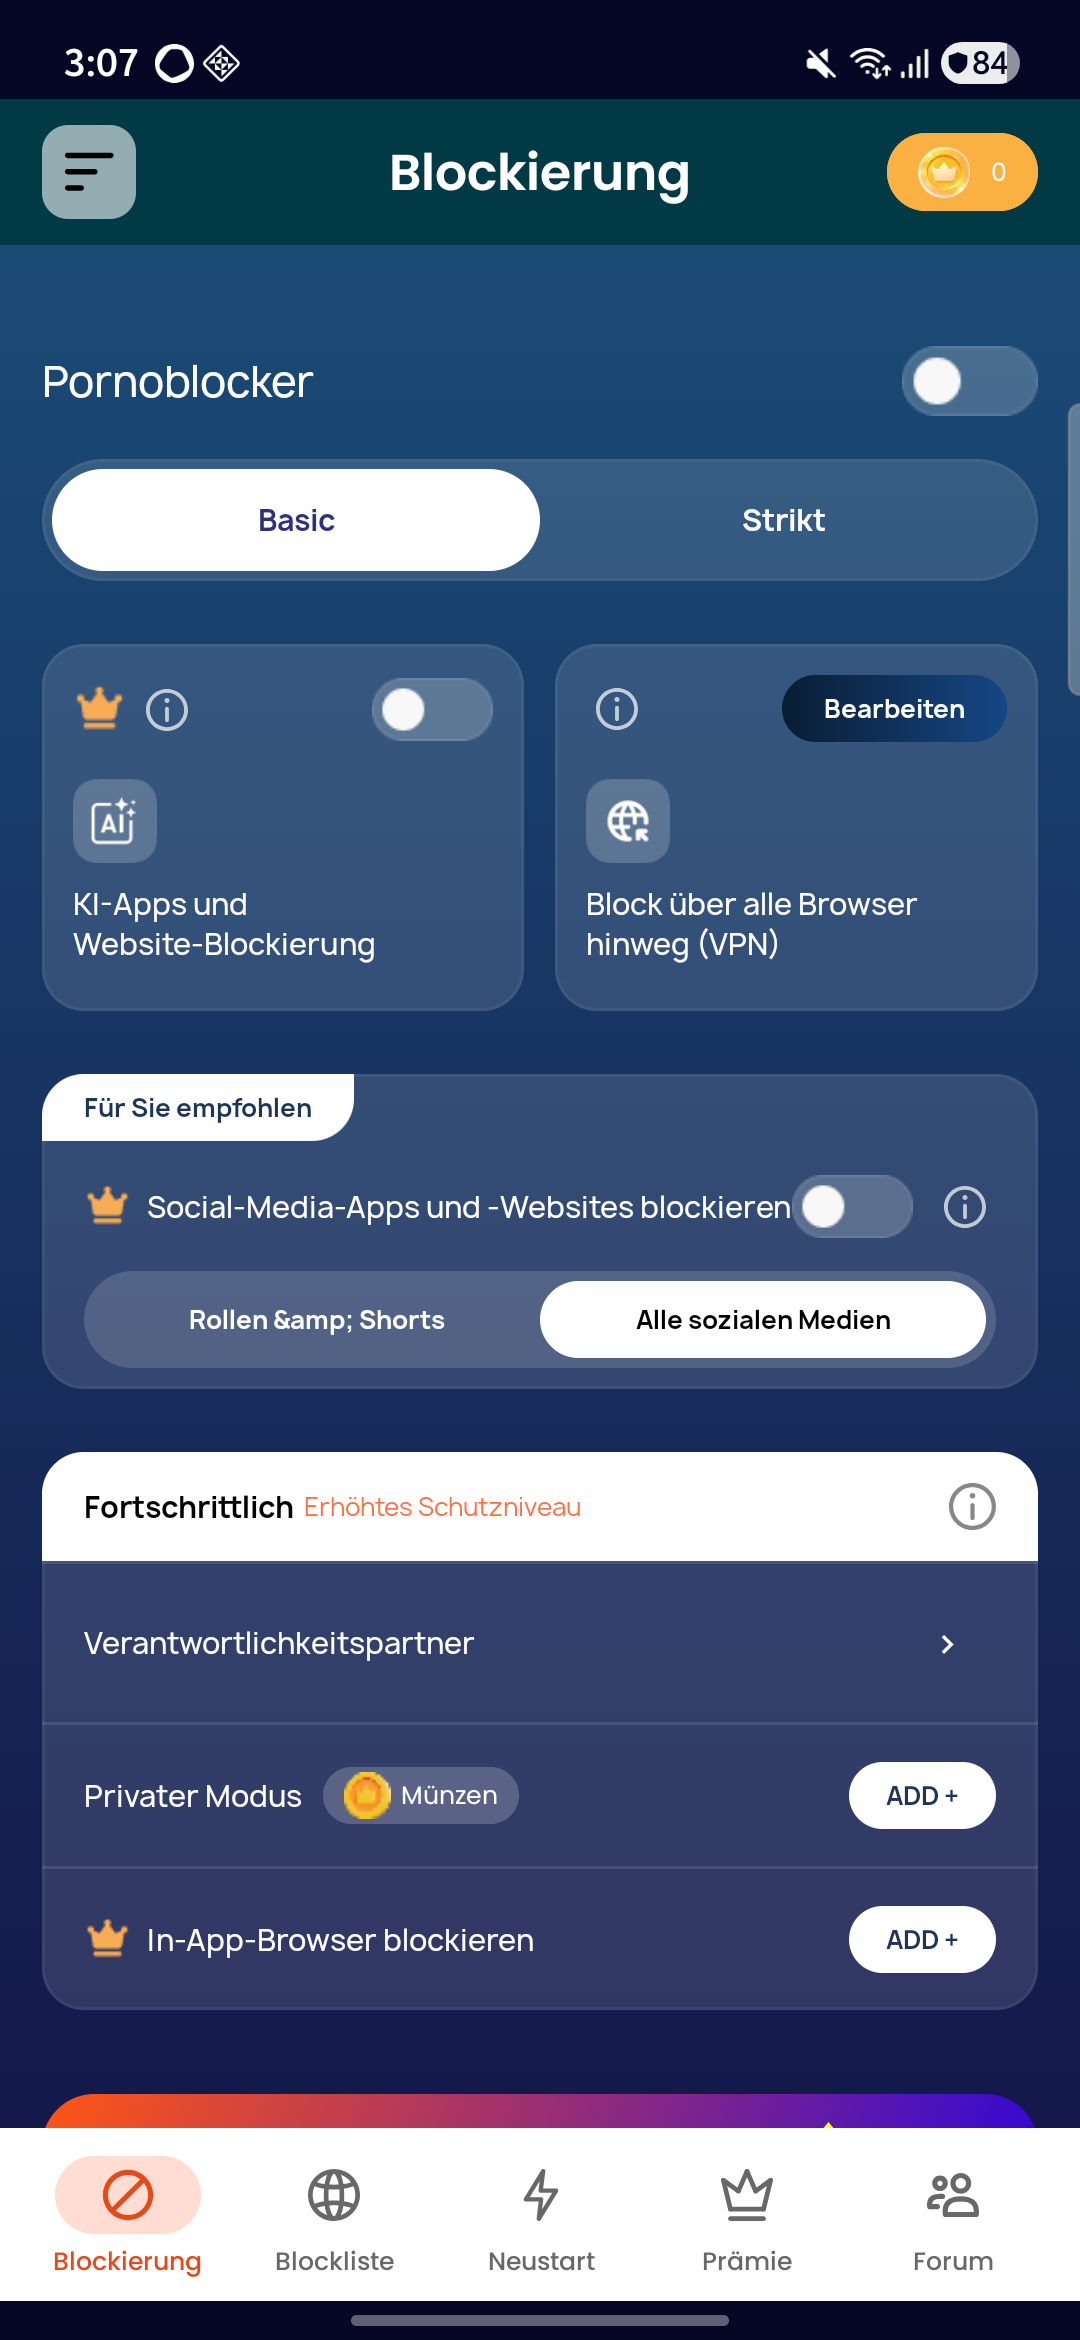 3:07
84
Blockierung
0
Pornoblocker
Basic
Strikt
Bearbeiten
AI
KI-Apps und
Website-Blockierung
Block über alle Browser
hinweg (VPN)
Für Sie empfohlen
Social-Media-Apps und -Websites blockieren
Rollen &amp; Shorts
Alle sozialen Medien
Fortschrittlich Erhöhtes Schutzniveau
Verantwortlichkeitspartner
Privater Modus
Münzen
ADD +
In-App-Browser blockieren
ADD +
Blockierung
Blockliste
Neustart
Prämie
Forum